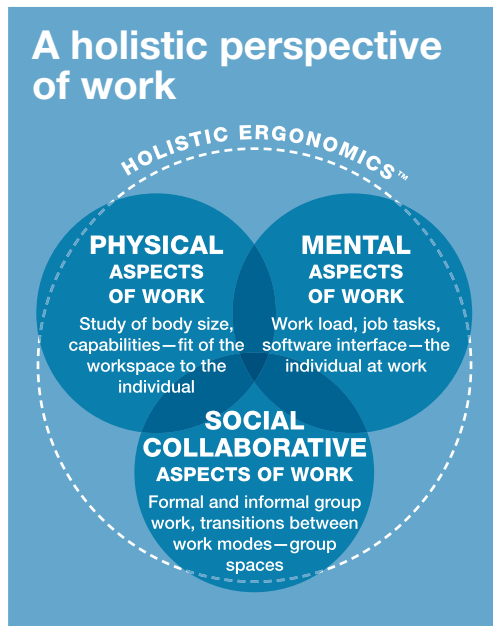 A holistic perspective
of work
HOLISTIC ERGONOMICS™
PHYSICAL
ASPECTS
OF WORK
Study of body size,
capabilities—fit of the
workspace to the
individual
MENTAL
ASPECTS
OF WORK
Work load, job tasks,
software interface—the
individual at work
SOCIAL
COLLABORATIVE
ASPECTS OF WORK
Formal and informal group
work, transitions between
work modes—group
spaces